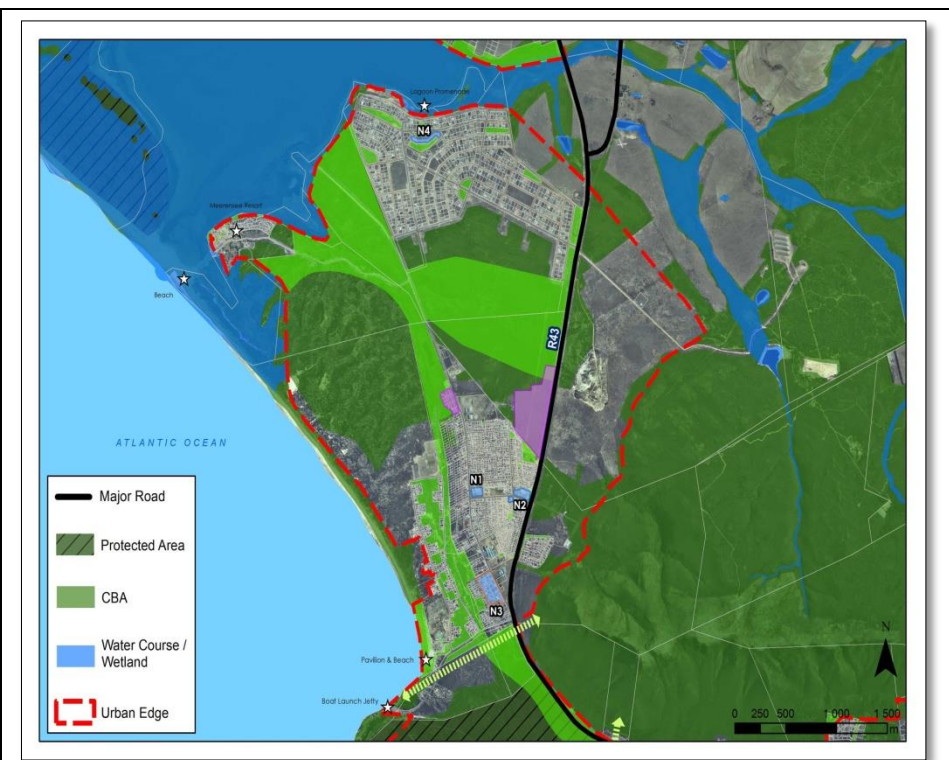 Lagoon Promenade
N4
Meerensee Resort
Beach
R43
ATLANTIC OCEAN
N1
N2
N3
Pavilion & Beach
Boat Launch Jetty
Major Road
Protected Area
CBA
Water Course /
Wetland
Urban Edge
N
0 250 500 1 000 1 500
m